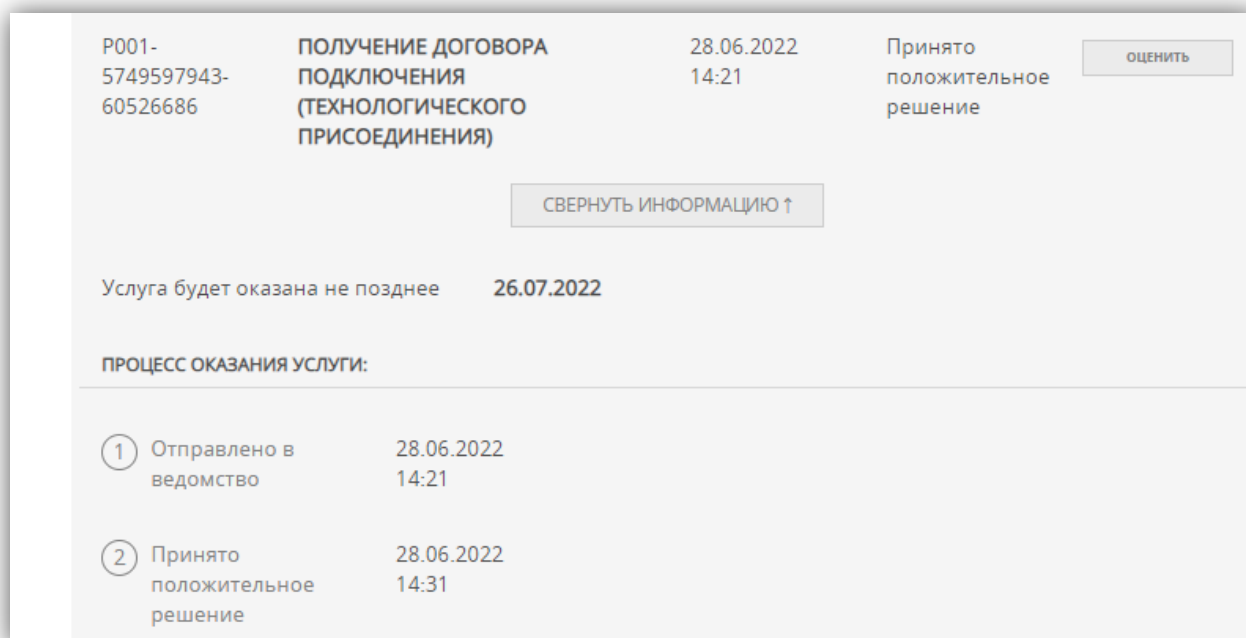 P001-
5749597943-
60526686
ПОЛУЧЕНИЕ ДОГОВОРА
ПОДКЛЮЧЕНИЯ
(ТЕХНОЛОГИЧЕСКОГО
ПРИСОЕДИНЕНИЯ)
28.06.2022
14:21
Принято
положительное
решение
ОЦЕНИТЬ
СВЕРНУТЬ ИНФОРМАЦИЮ ↑
Услуга будет оказана не позднее 26.07.2022
ПРОЦЕСС ОКАЗАНИЯ УСЛУГИ:
1 Отправлено в
ведомство
28.06.2022
14:21
2 Принято
положительное
решение
28.06.2022
14:31